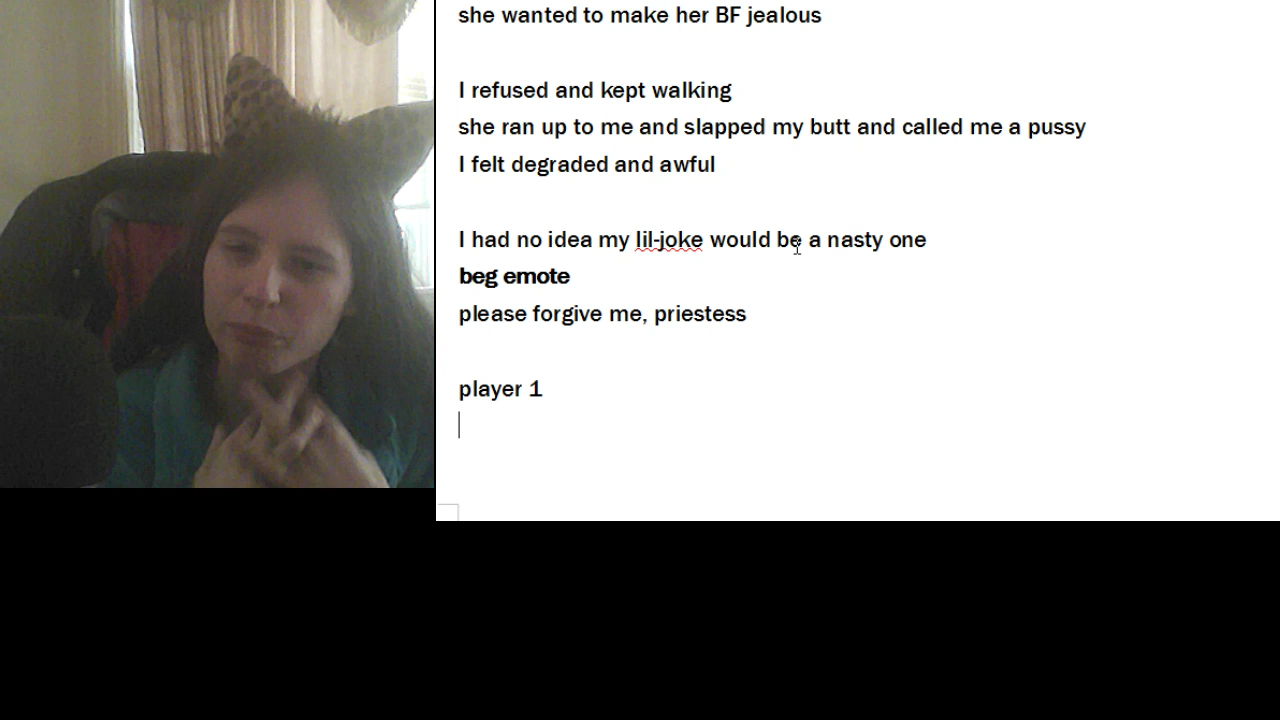 she wanted to make her BF jealous
I refused and kept walking
she ran up to me and slapped my butt and called me a pussy
I felt degraded and awful
I had no idea my lil-joke would be a nasty one
beg emote
please forgive me, priestess
player 1